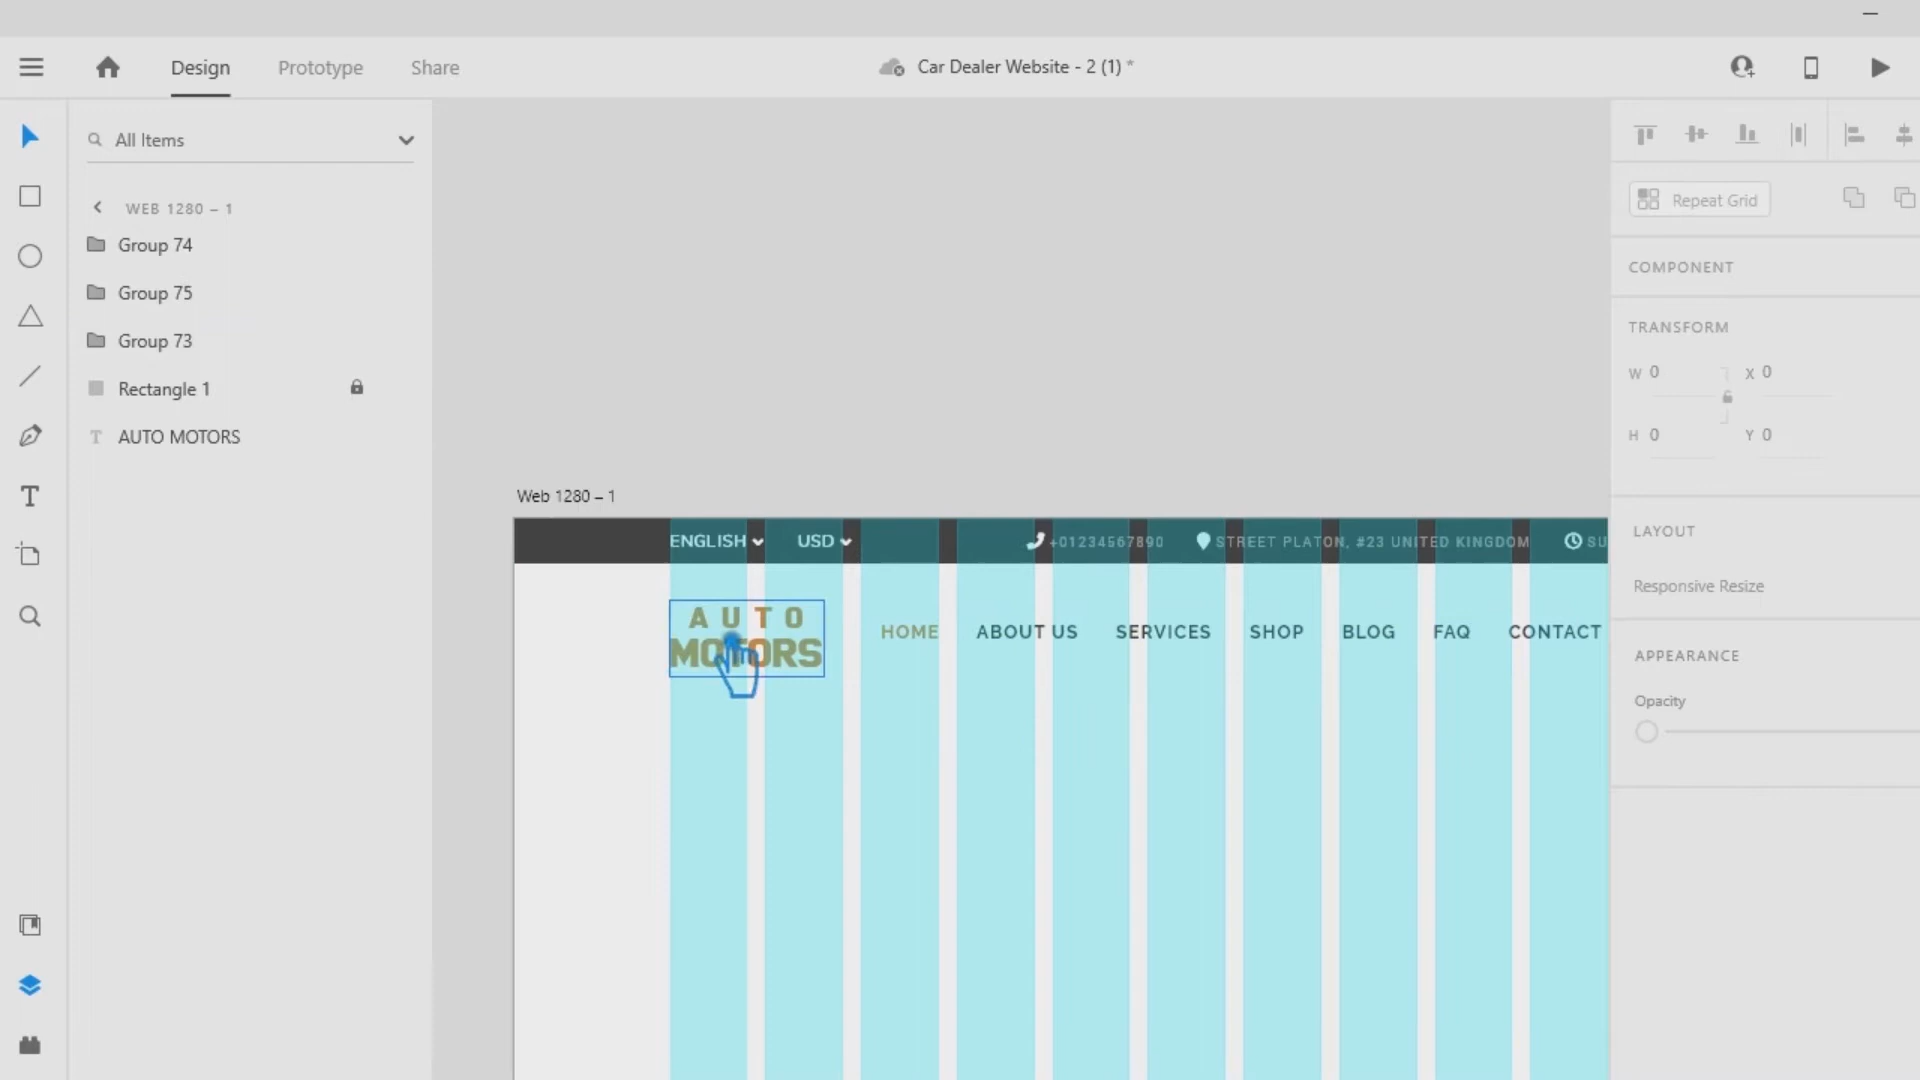 Design
Prototype
Share
Car Dealer Website - 2 (1) *
All Items
WEB 1280 – 1
Group 74
Group 75
Group 73
Rectangle 1
T AUTO MOTORS
T
Web 1280 – 1
ENGLISH
USD
+01234567890
STREET PLATON, #23 UNITED KINGDOM
SU
AUTO
MOTORS
HOME
ABOUT US
SERVICES
SHOP
BLOG
FAQ
CONTACT
Repeat Grid
COMPONENT
TRANSFORM
W 0
X 0
H 0
Y 0
LAYOUT
Responsive Resize
APPEARANCE
Opacity